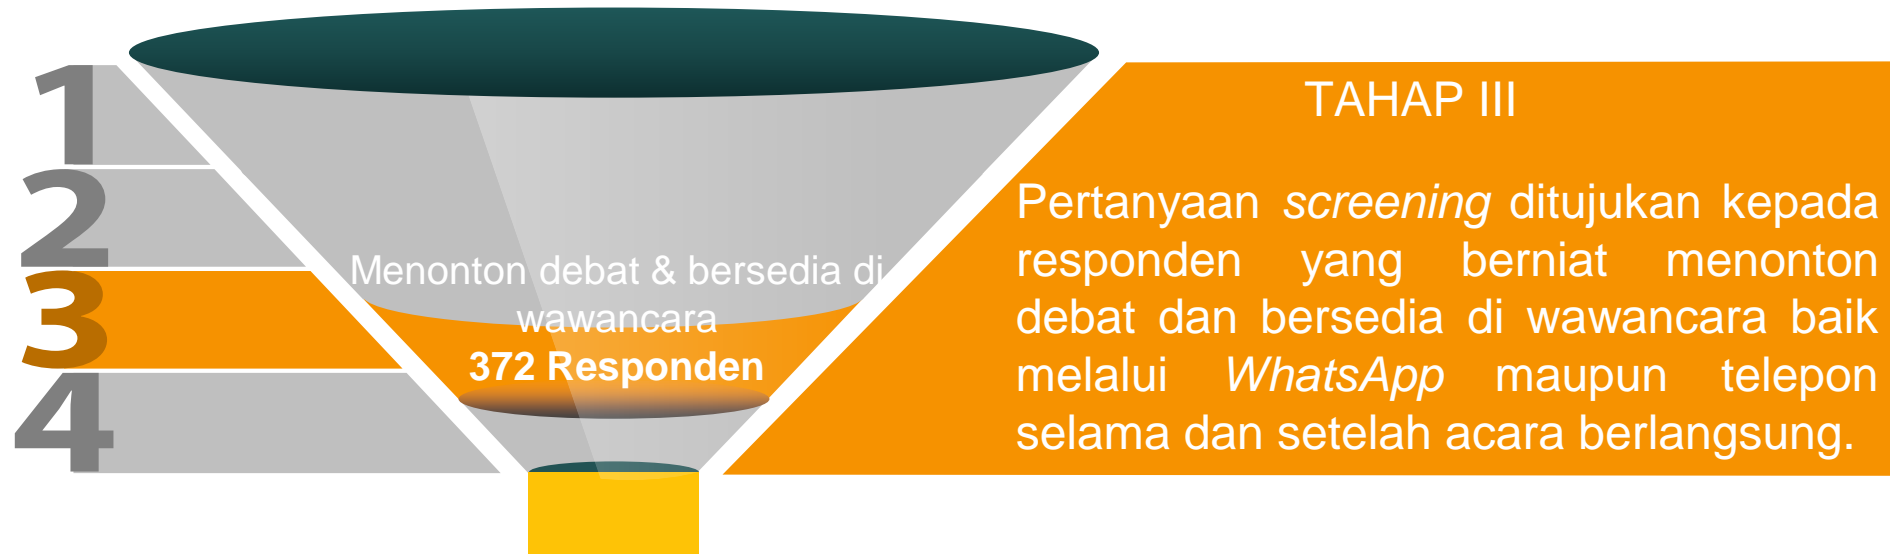 1
2
3
4
Menonton debat & bersedia di
wawancara
372 Responden
TAHAP III
Pertanyaan screening ditujukan kepada
responden yang berniat menonton
debat dan bersedia di wawancara baik
melalui WhatsApp maupun telepon
selama dan setelah acara berlangsung.